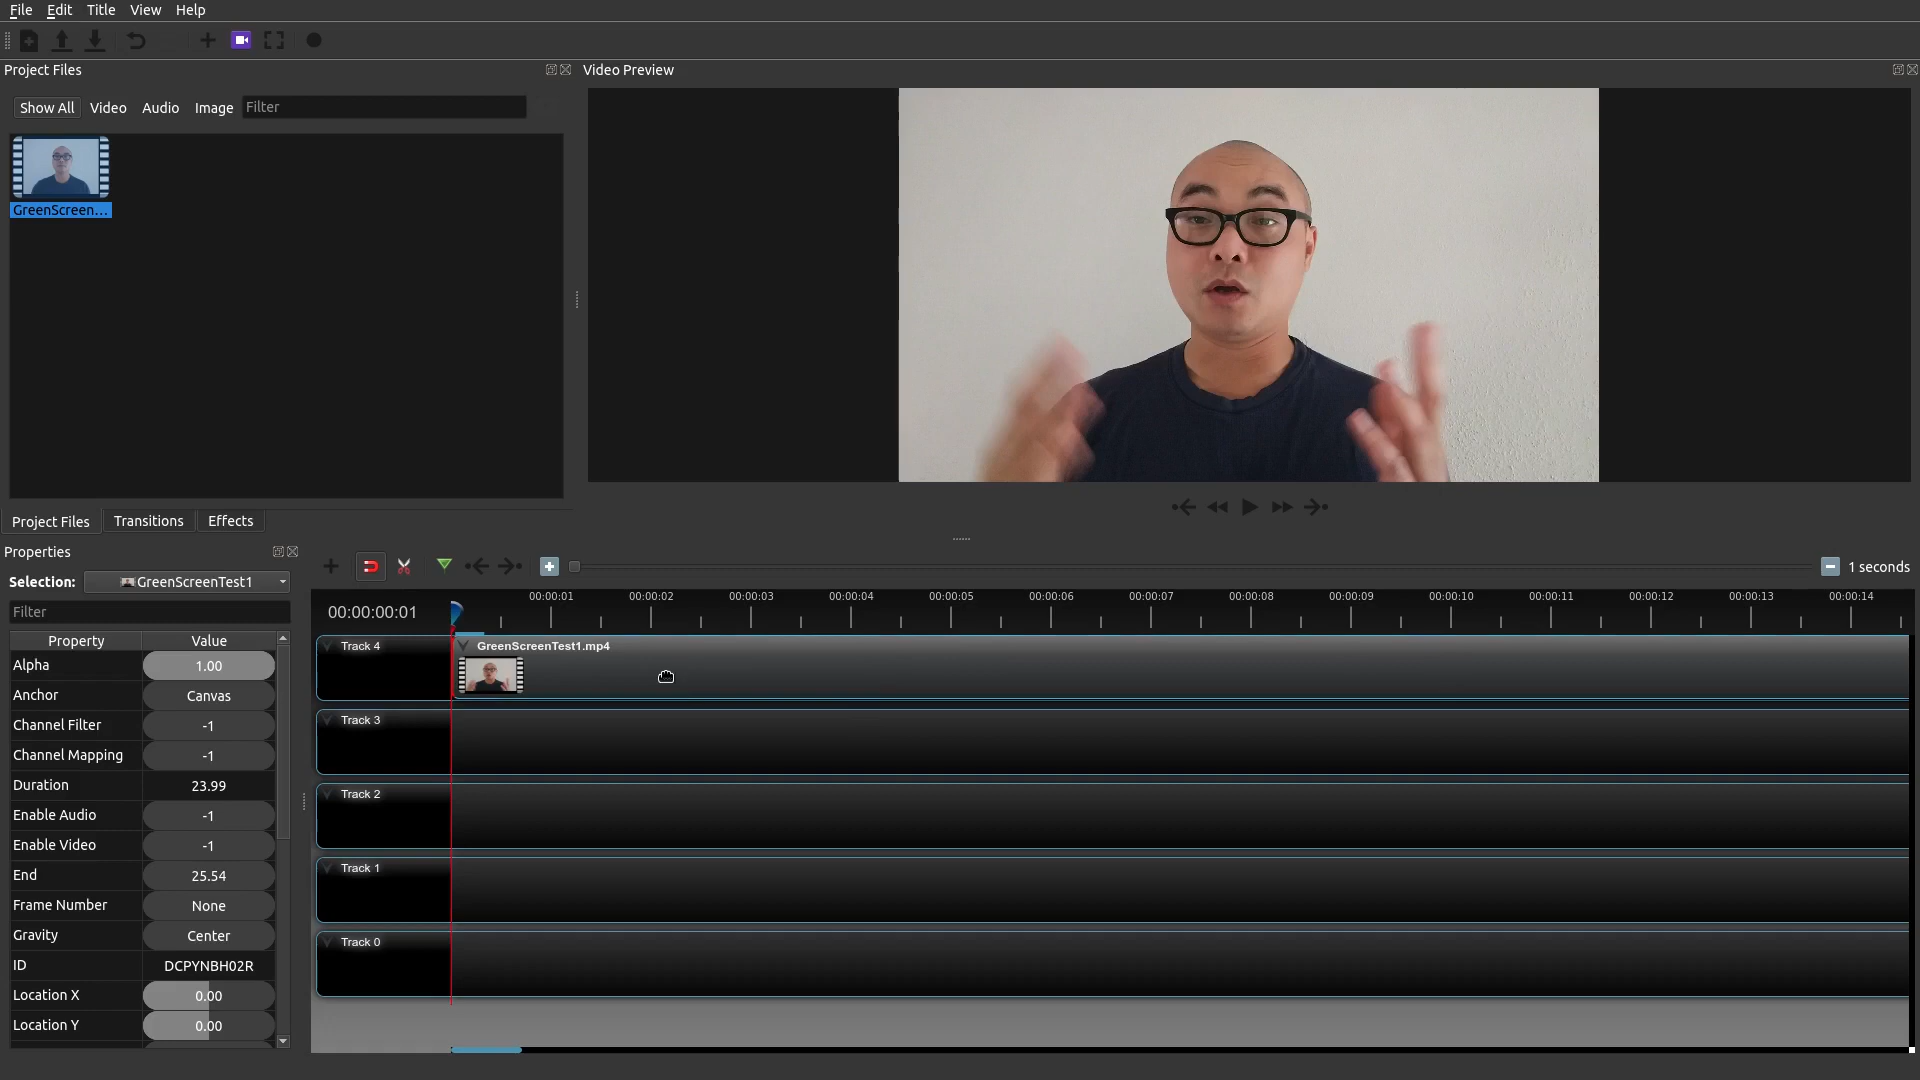 File Edit Title View Help
Project Files
Video Preview
Show All Video Audio Image Filter
GreenScreen...
Project Files Transitions Effects
Properties
Selection: GreenScreenTest1
Filter
Property Value
Alpha 1.00
Anchor Canvas
Channel Filter -1
Channel Mapping -1
Duration 23.99
Enable Audio -1
Enable Video -1
End 25.54
Frame Number None
Gravity Center
ID DCPYNBH02R
Location X 0.00
Location Y 0.00
1 seconds
00:00:00:01
00:00:01 00:00:02 00:00:03 00:00:04 00:00:05 00:00:06 00:00:07 00:00:08 00:00:09 00:00:10 00:00:11 00:00:12 00:00:13 00:00:14
Track 4 GreenScreenTest1.mp4
Track 3
Track 2
Track 1
Track 0